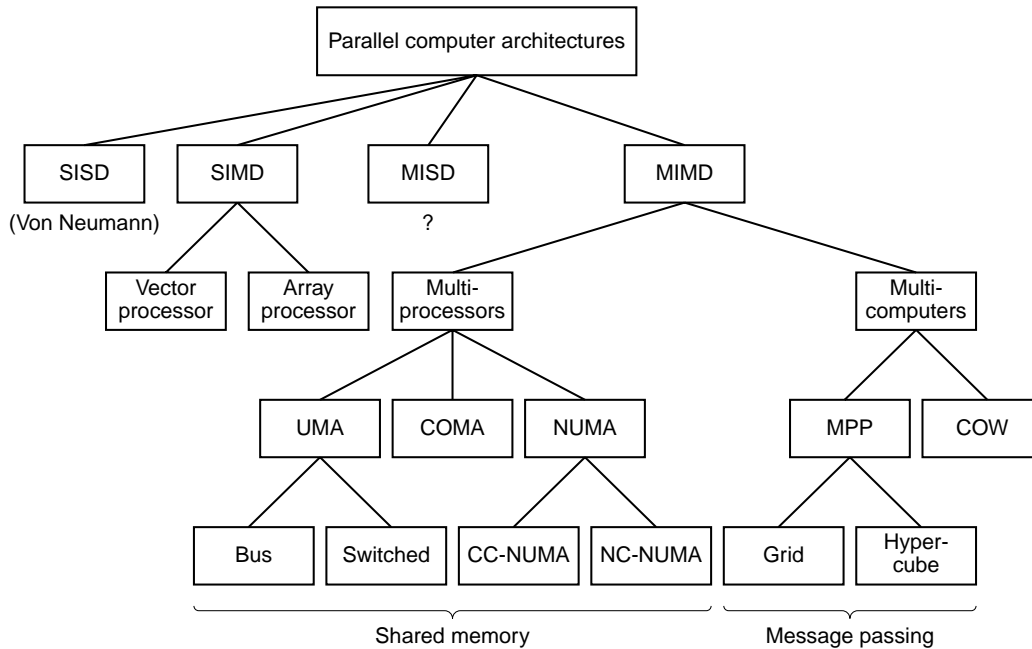 Parallel computer architectures
SISD
SIMD
MISD
MIMD
(Von Neumann)
?
Vector
processor
Array
processor
Multi-
processors
Multi-
computers
UMA
COMA
NUMA
MPP
COW
Bus
Switched
CC-NUMA
NC-NUMA
Grid
Hyper-
cube
Shared memory
Message passing